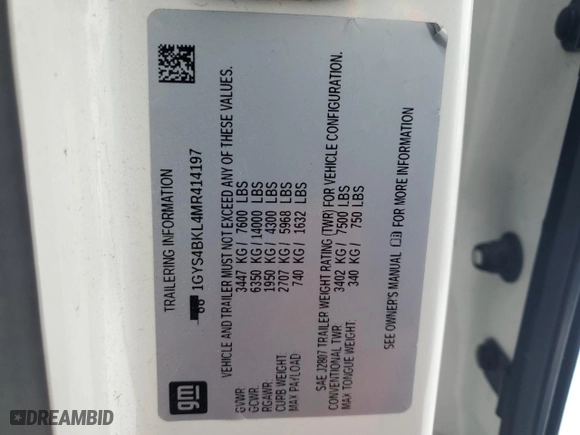 TRAILERING INFORMATION
1GYS4BKL4MR414197
VEHICLE AND TRAILER MUST NOT EXCEED ANY OF THESE VALUES.
GVWR 3447 KG / 7600 LBS
GCWR: 6350 KG / 14000 LBS
RGAWR: 1950 KG / 4300 LBS
CURB WEIGHT: 2707 KG / 5968 LBS
MAX PAYLOAD: 740 KG / 1632 LBS
SAE J2807 TRAILER WEIGHT RATING (TWR) FOR VEHICLE CONFIGURATION.
CONVENTIONAL TWR: 3402 KG / 7500 LBS
MAX TONGUE WEIGHT: 340 KG / 750 LBS
SEE OWNER'S MANUAL FOR MORE INFORMATION
gm
DREAMBID